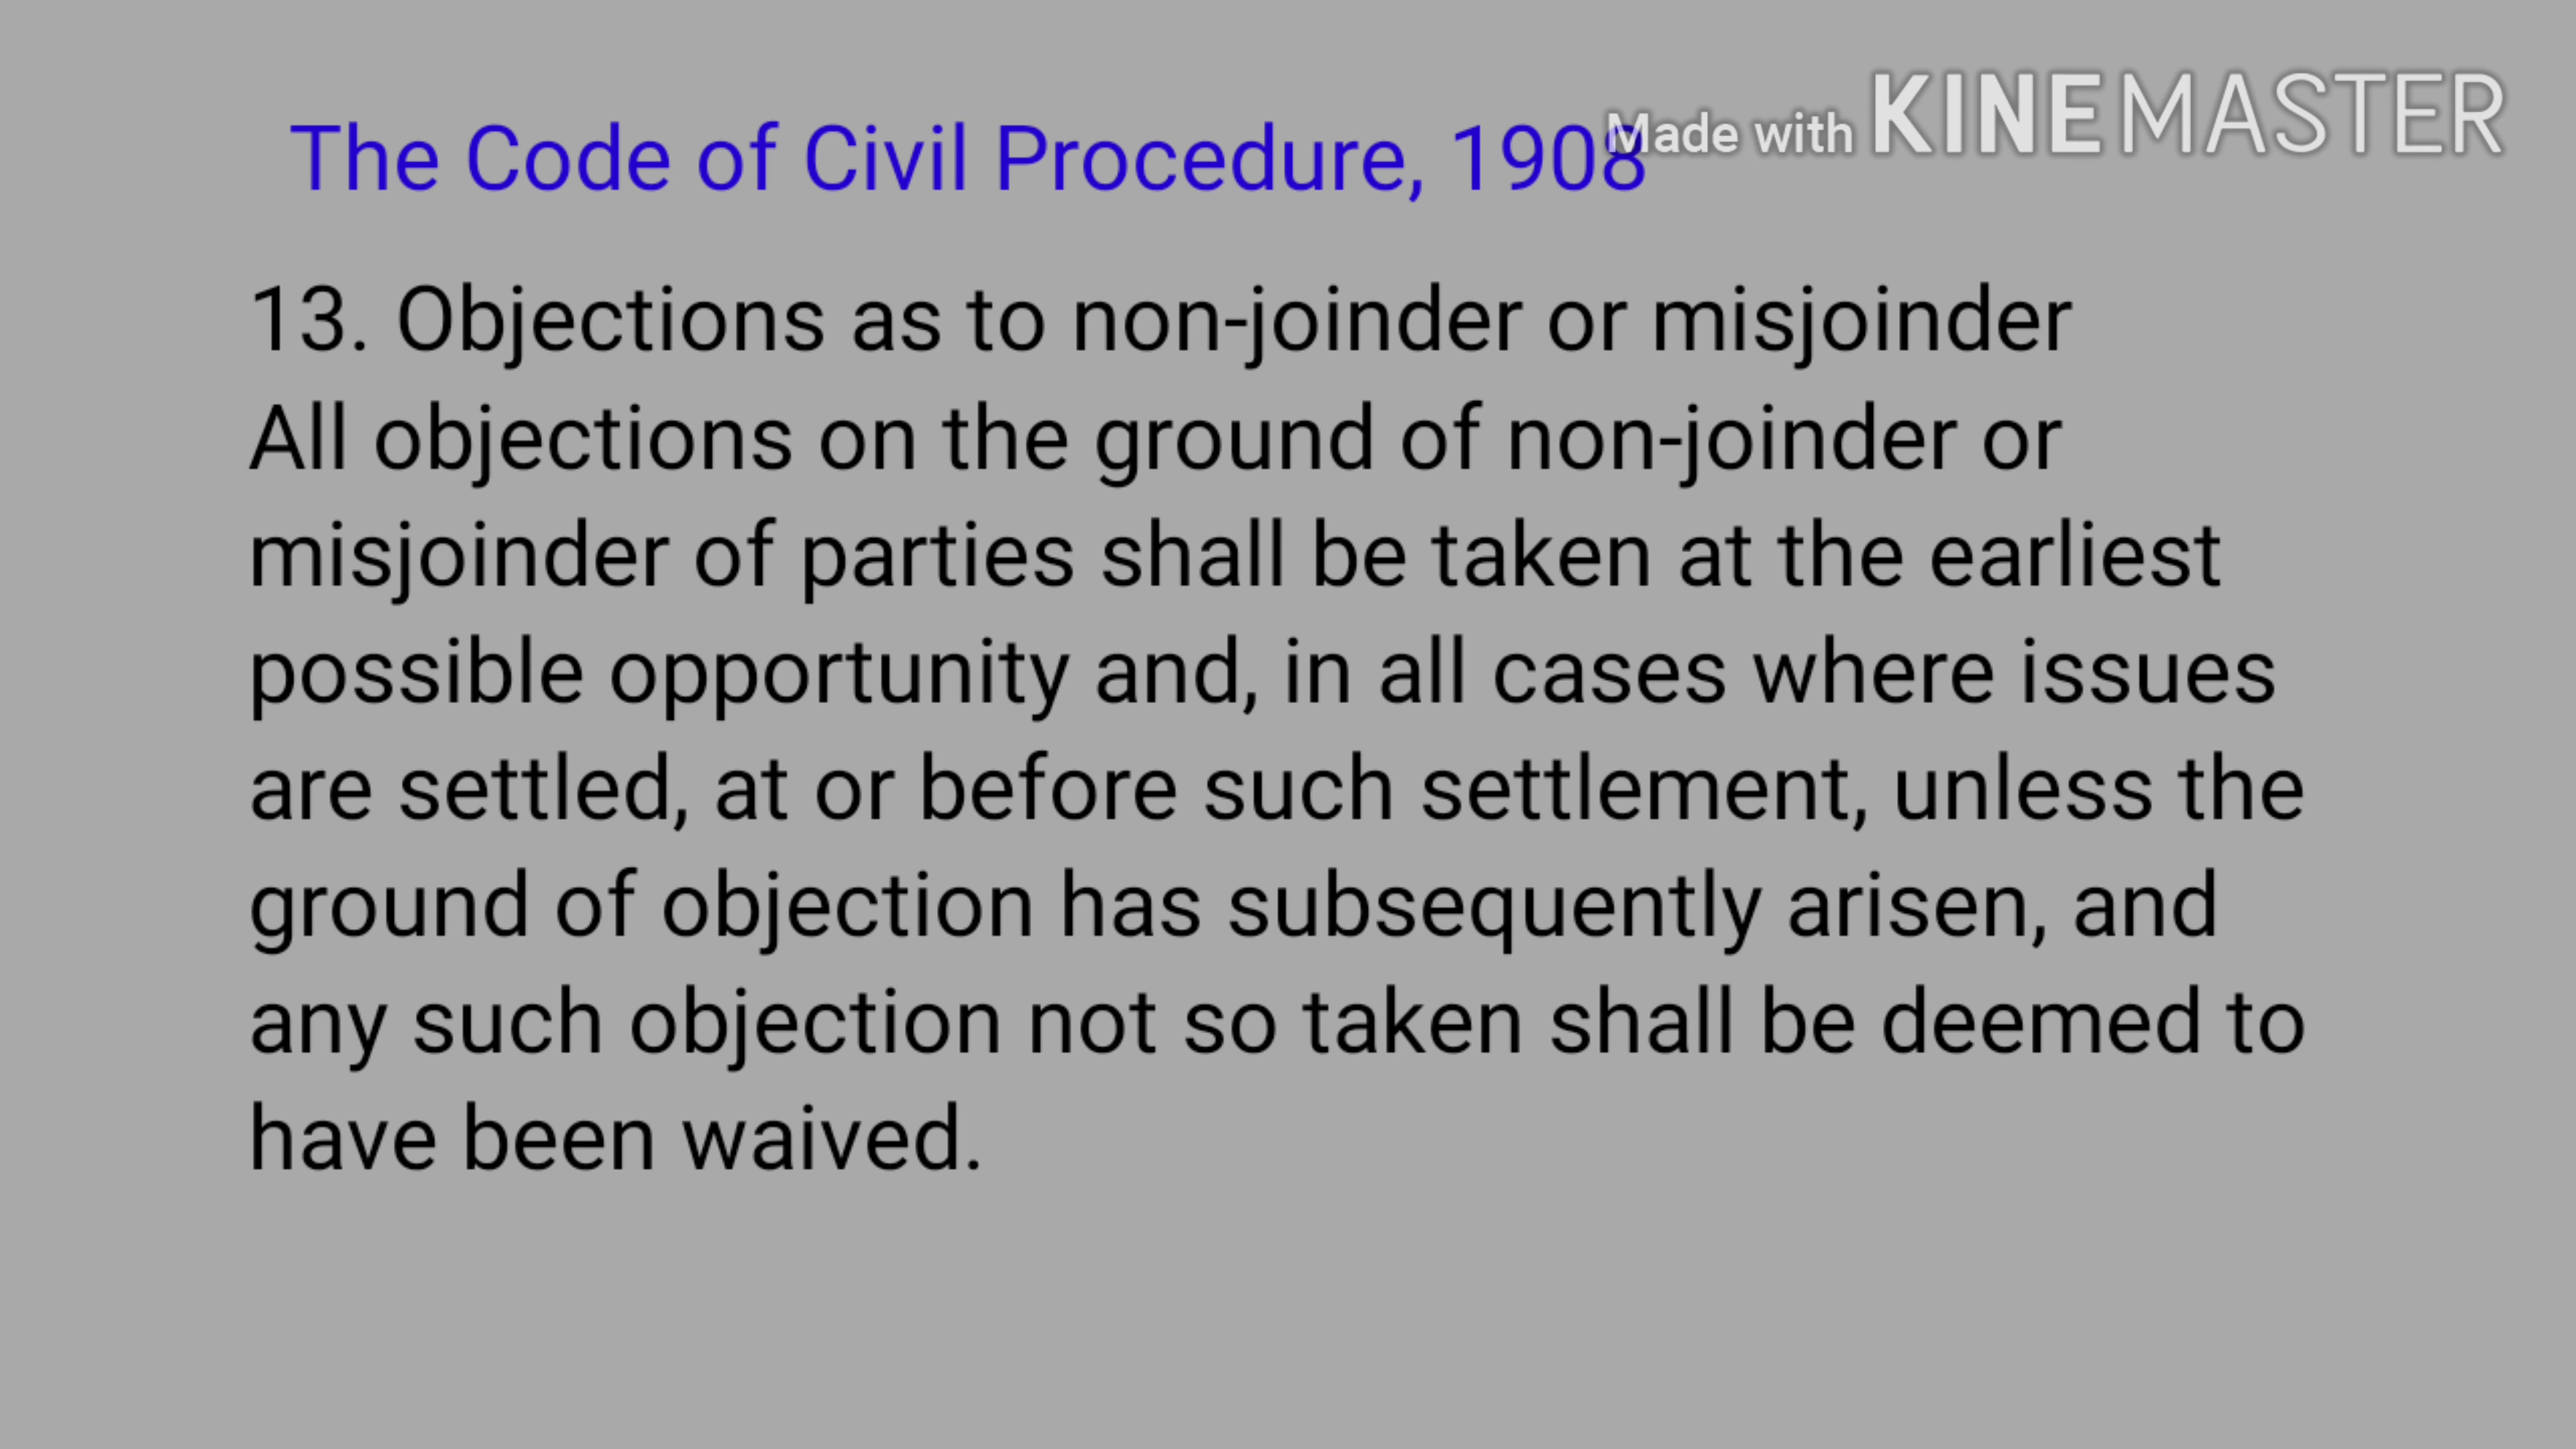 The Code of Civil Procedure, 1908
Made with KINEMASTER
13. Objections as to non-joinder or misjoinder
All objections on the ground of non-joinder or
misjoinder of parties shall be taken at the earliest
possible opportunity and, in all cases where issues
are settled, at or before such settlement, unless the
ground of objection has subsequently arisen, and
any such objection not so taken shall be deemed to
have been waived.